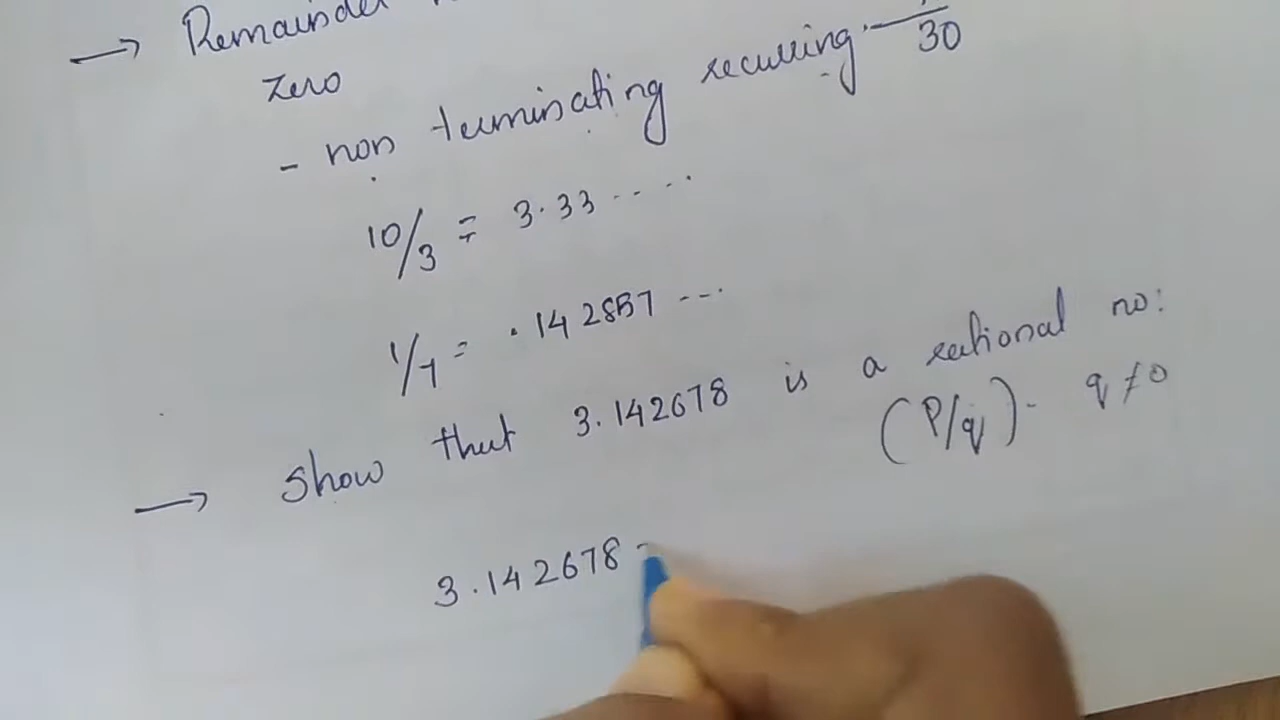 → Remainder
zero
30
- non terminating recurring.
10/3 = 3.33 .....
1/7 = .142857 ---
→ Show that 3.142678 is a rational no:
(P/q). q≠0
3.142678 =